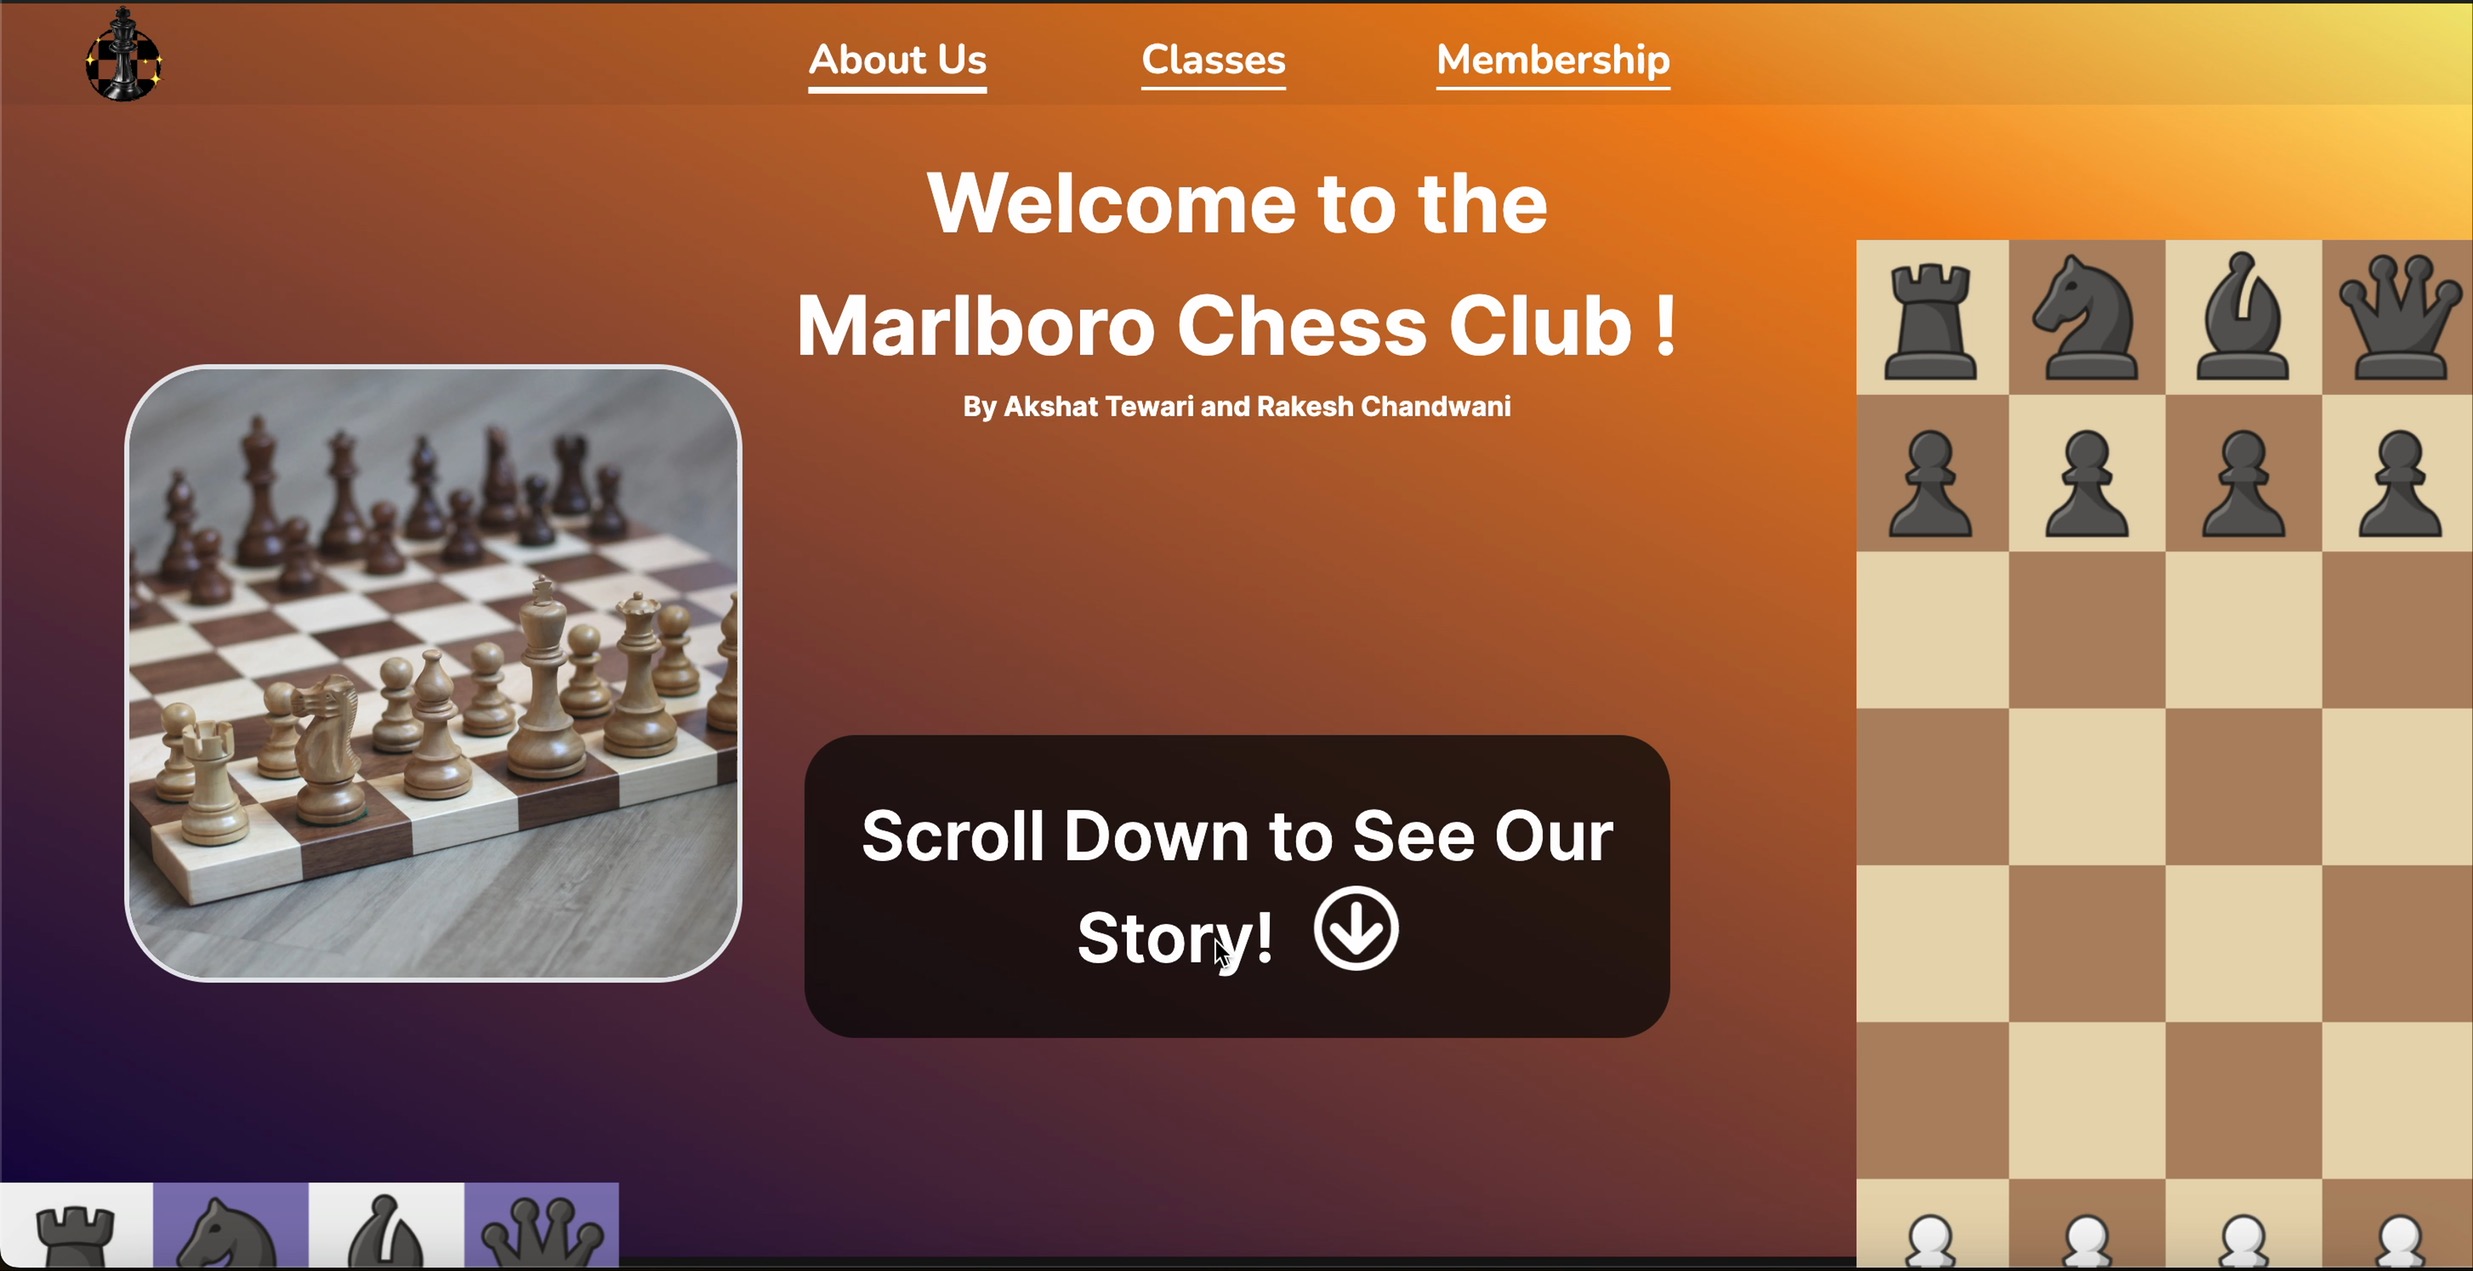 About Us
Classes
Membership
Welcome to the
Marlboro Chess Club !
By Akshat Tewari and Rakesh Chandwani
Scroll Down to See Our
Story!